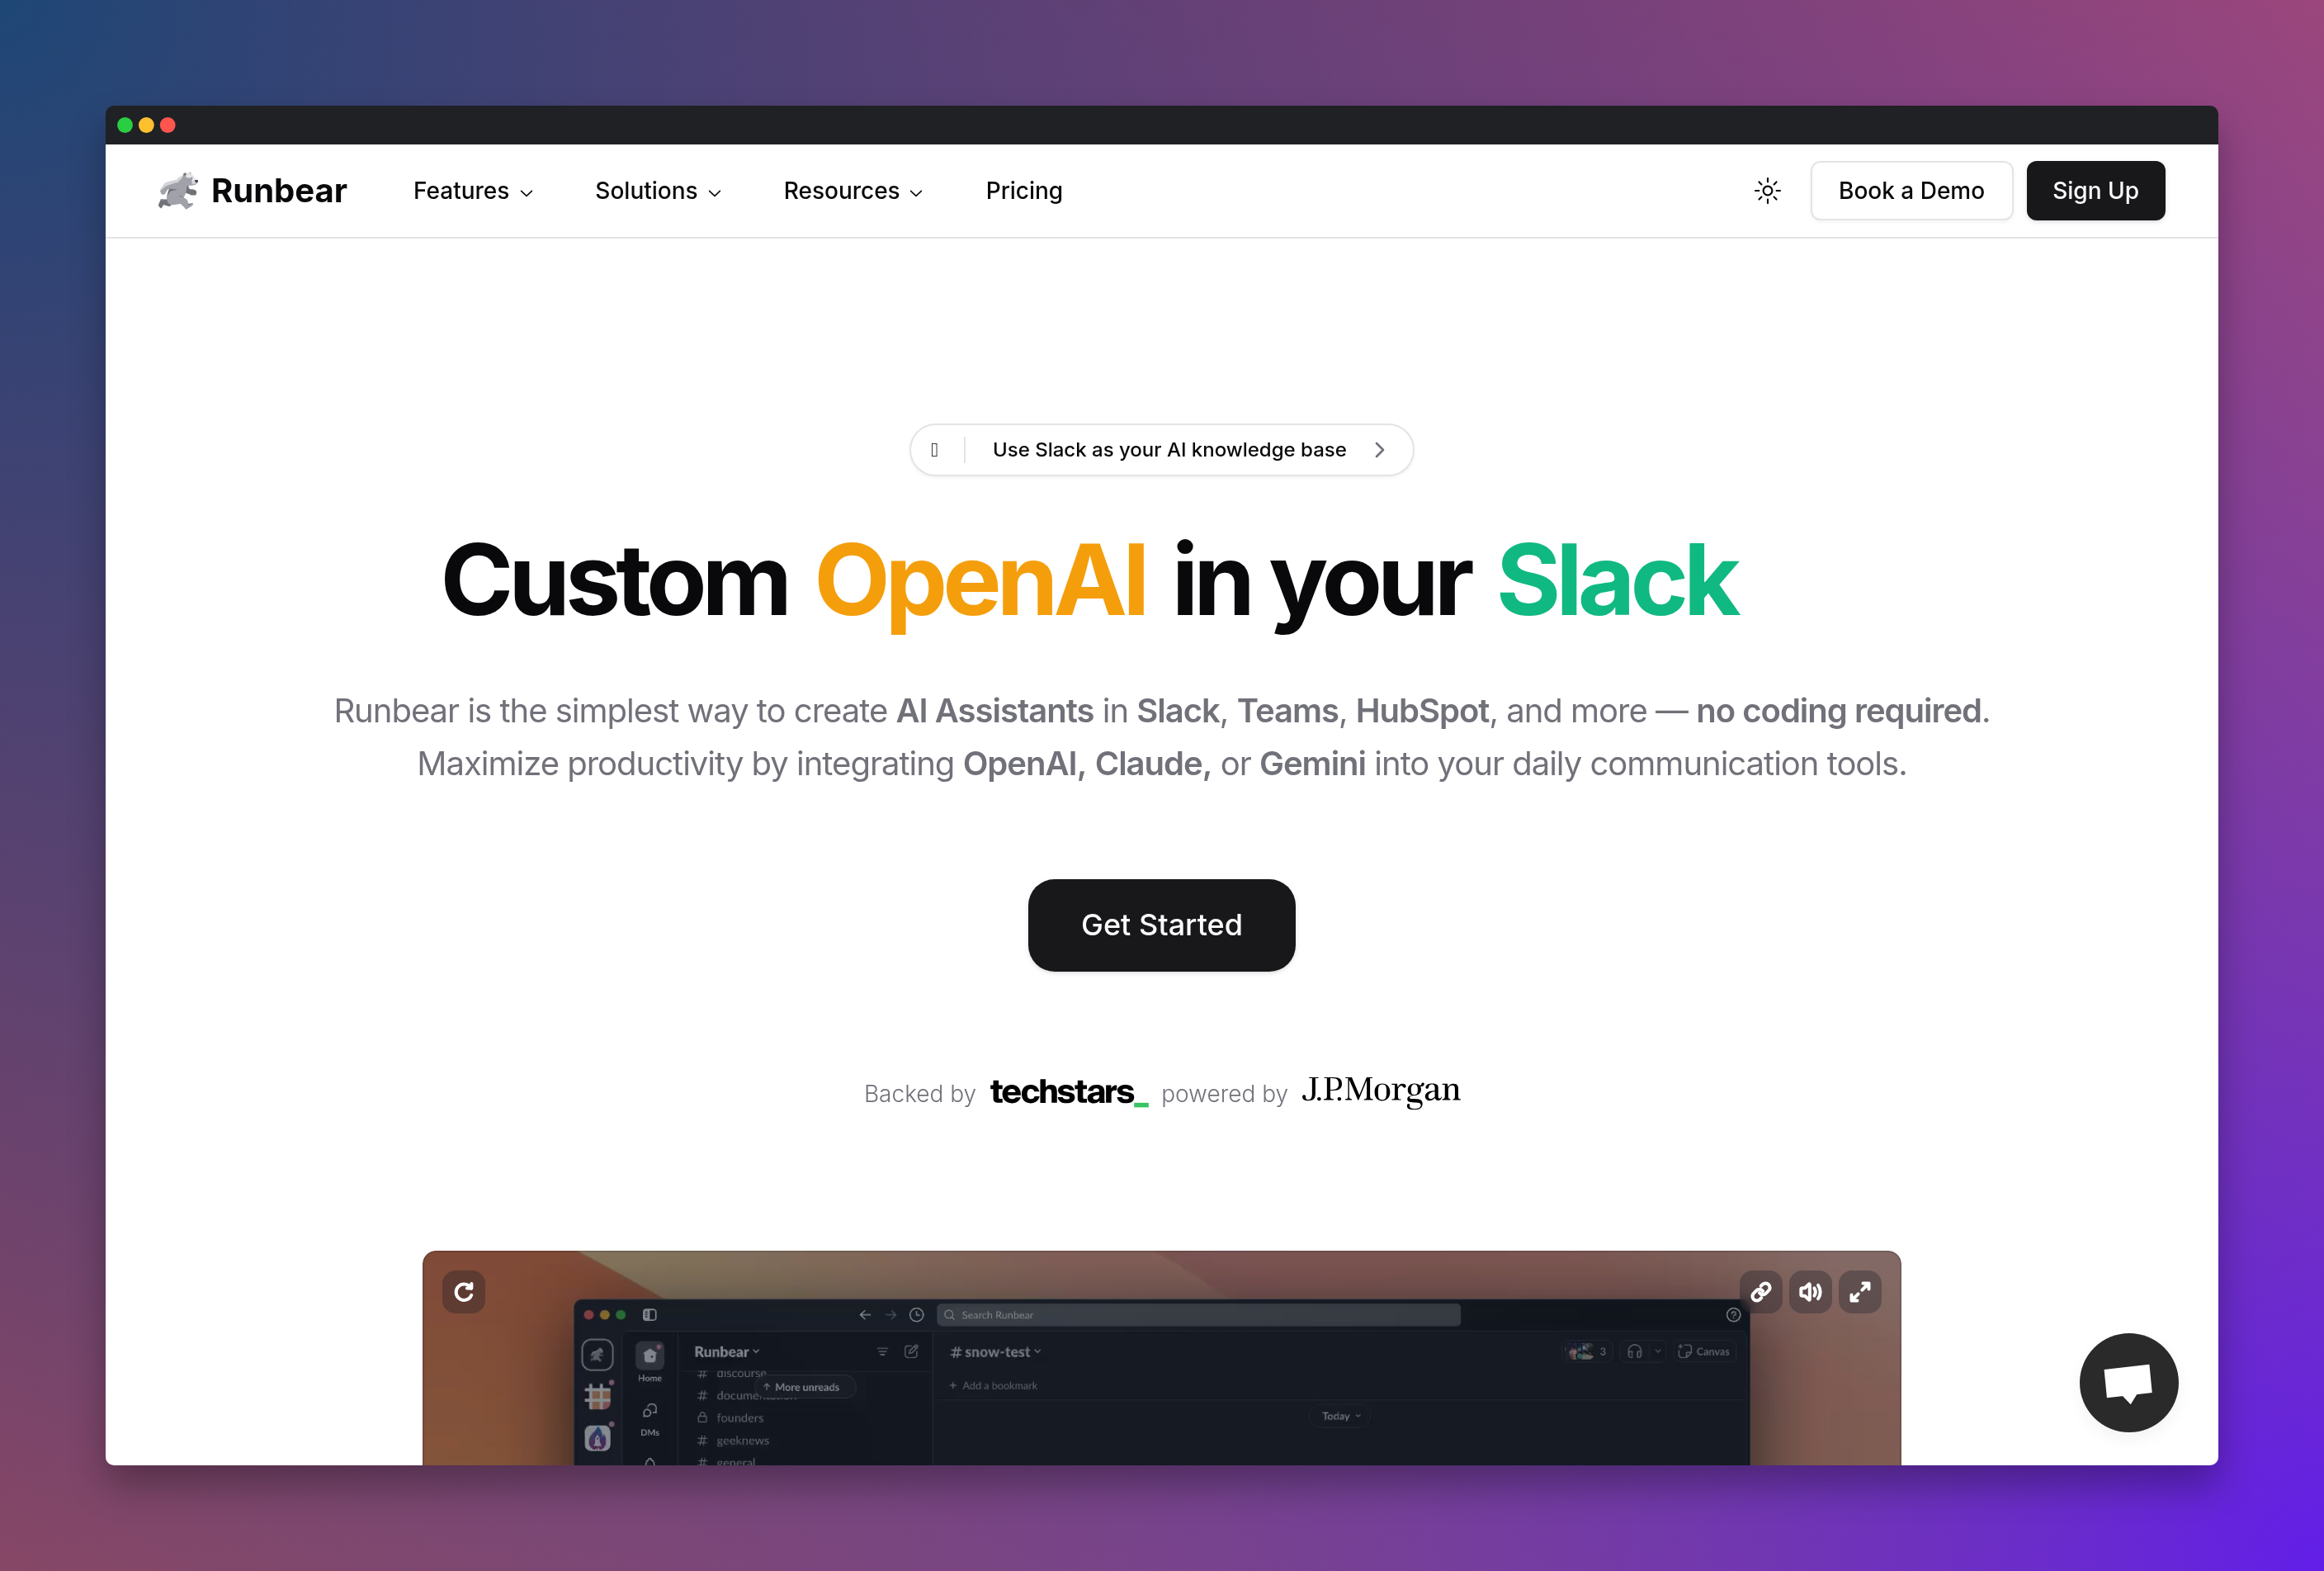 Runbear
Features
Solutions
Resources
Pricing
Book a Demo
Sign Up
Use Slack as your AI knowledge base
Custom OpenAI in your Slack
Runbear is the simplest way to create AI Assistants in Slack, Teams, HubSpot, and more — no coding required.
Maximize productivity by integrating OpenAI, Claude, or Gemini into your daily communication tools.
Get Started
Backed by techstars_ powered by J.P.Morgan
Search Runbear
Runbear
# snow-test
3
Canvas
Home
# discourse
More unreads
+ Add a bookmark
#
founders
Today
DMs
# geeknews
# general